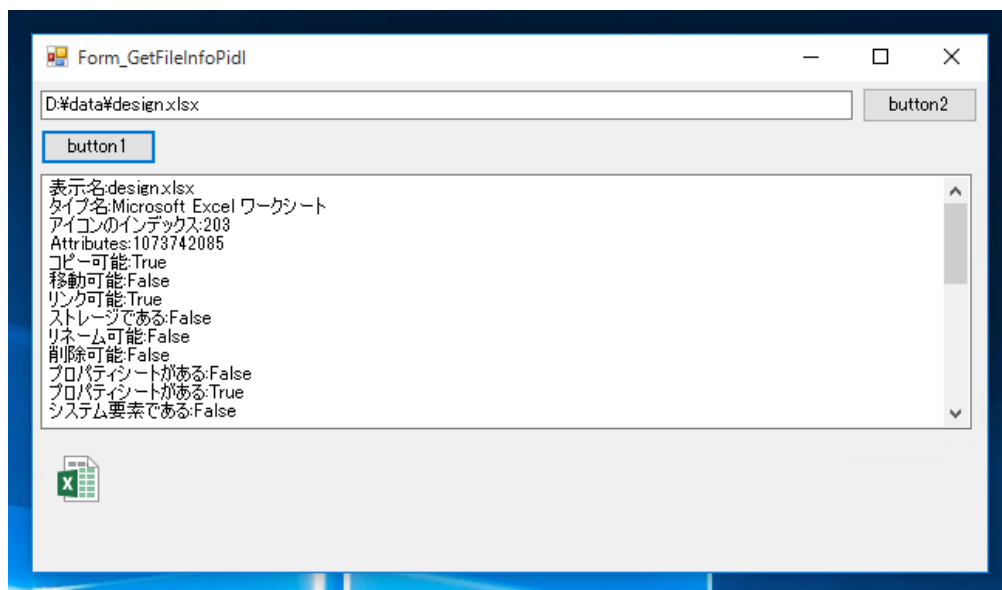 Form_GetFileInfoPidl
D:¥data¥design.xlsx
button2
button1
表示名:design.xlsx
タイプ名:Microsoft Excel ワークシート
アイコンのインデックス:203
Attributes:1073742085
コピー可能:True
移動可能:False
リンク可能:True
ストレージである:False
リネーム可能:False
削除可能:False
プロパティシートがある:False
プロパティシートがある:True
システム要素である:False
X